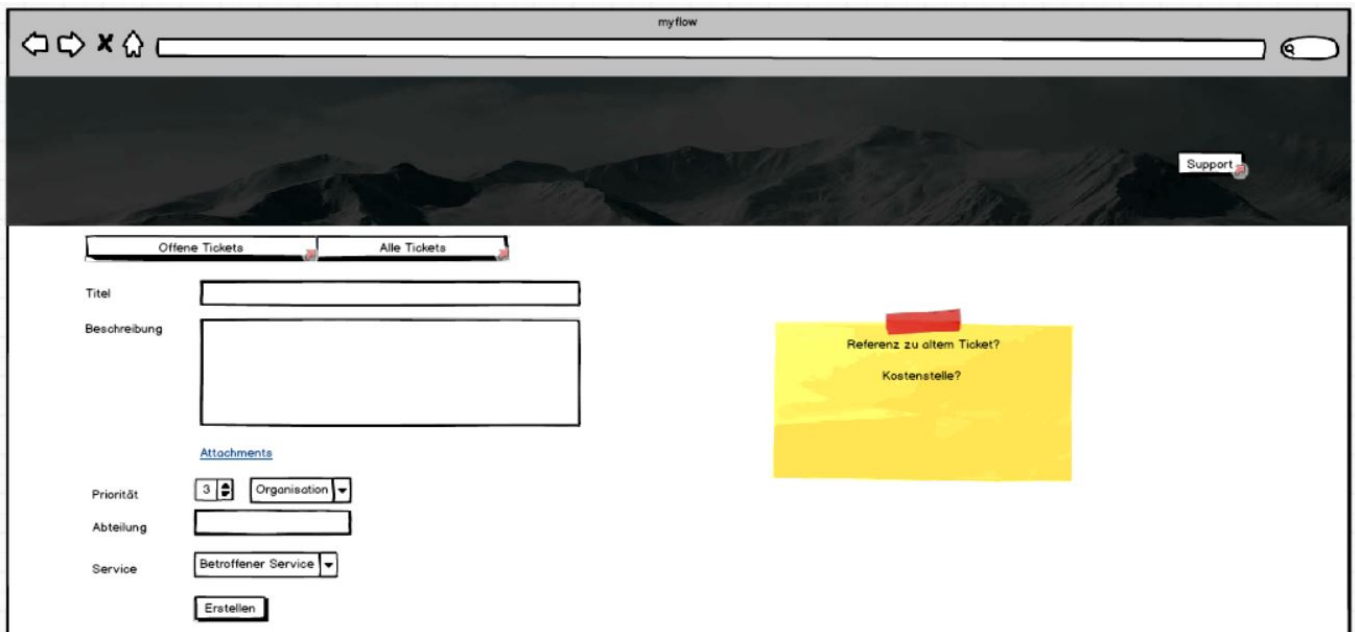 myflow
Support
Offene Tickets
Alle Tickets
Titel
Beschreibung
Referenz zu altem Ticket?
Kostenstelle?
Attachments
Priorität
3
Organisation
Abteilung
Service
Betroffener Service
Erstellen